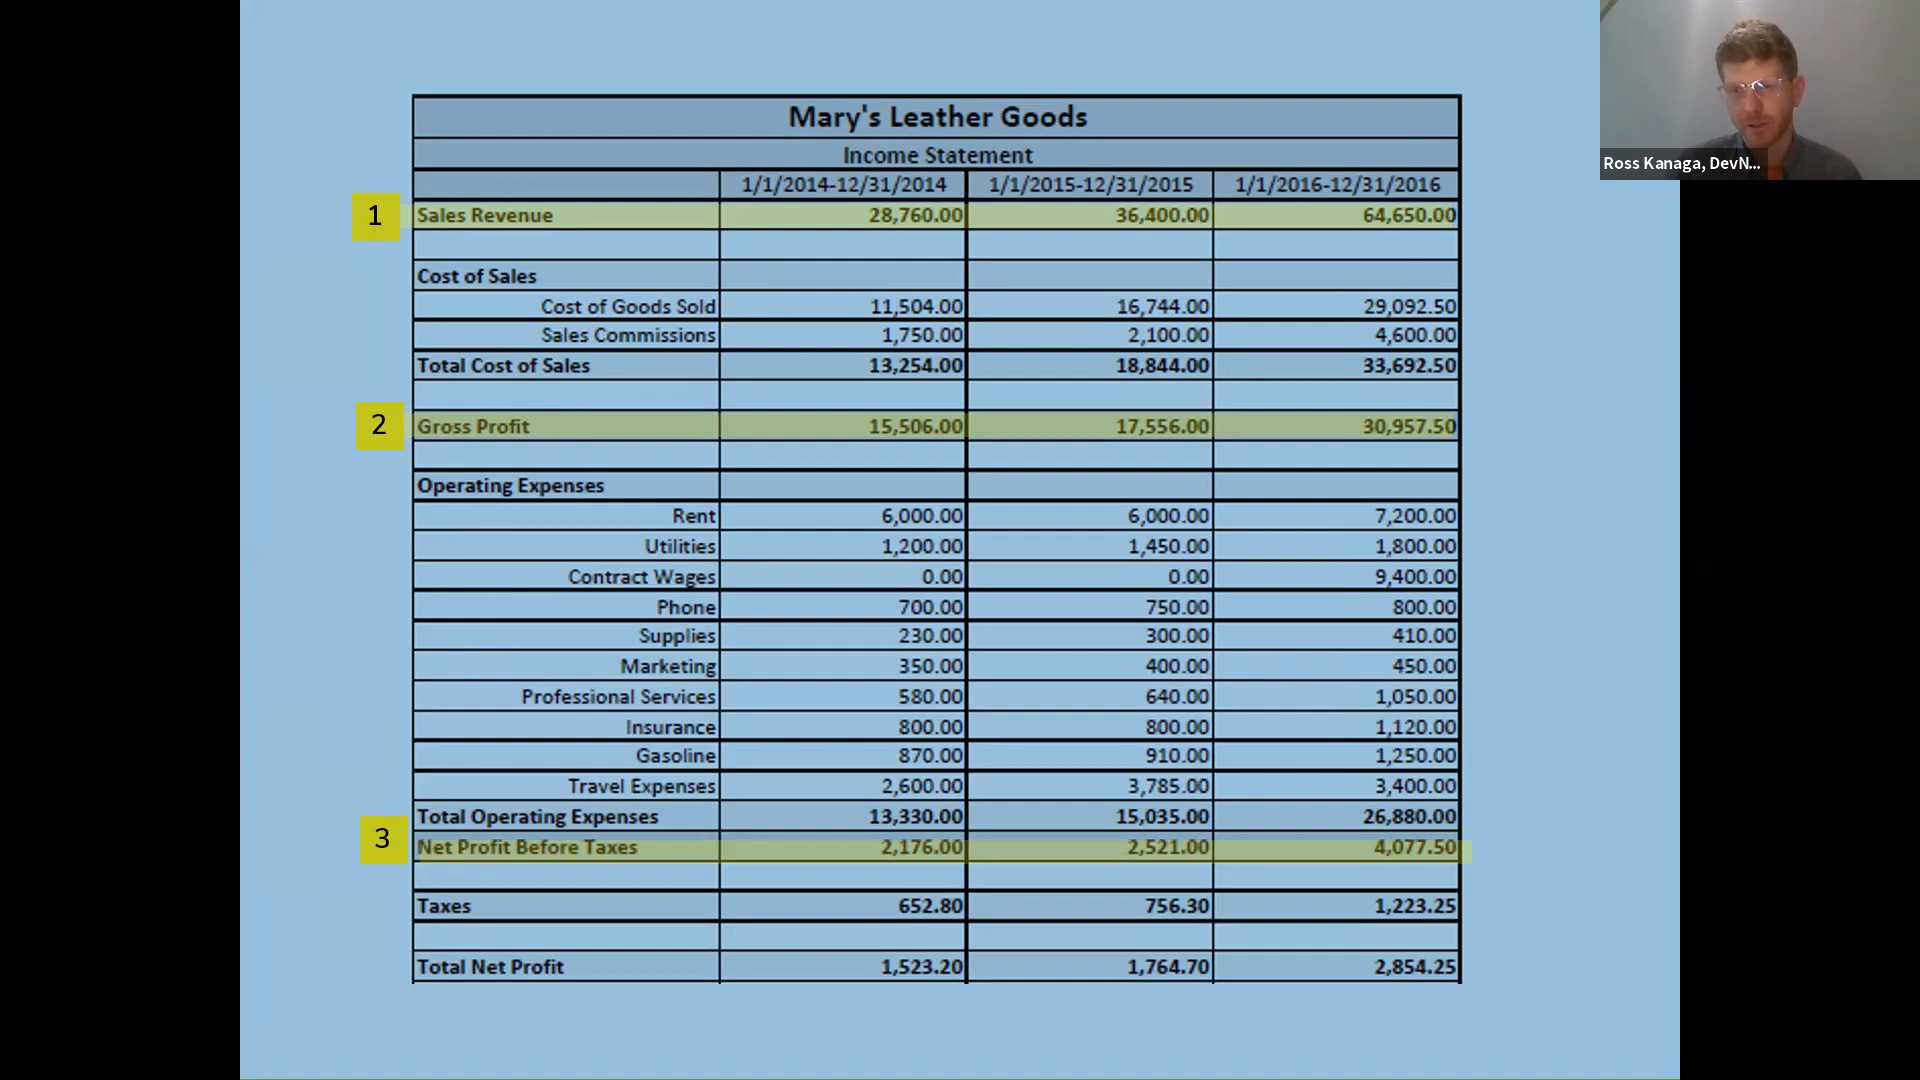 Mary's Leather Goods
Income Statement
1/1/2014-12/31/2014 1/1/2015-12/31/2015 1/1/2016-12/31/2016
1 Sales Revenue 28,760.00 36,400.00 64,650.00
Cost of Sales
Cost of Goods Sold 11,504.00 16,744.00 29,092.50
Sales Commissions 1,750.00 2,100.00 4,600.00
Total Cost of Sales 13,254.00 18,844.00 33,692.50
2 Gross Profit 15,506.00 17,556.00 30,957.50
Operating Expenses
Rent 6,000.00 6,000.00 7,200.00
Utilities 1,200.00 1,450.00 1,800.00
Contract Wages 0.00 0.00 9,400.00
Phone 700.00 750.00 800.00
Supplies 230.00 300.00 410.00
Marketing 350.00 400.00 450.00
Professional Services 580.00 640.00 1,050.00
Insurance 800.00 800.00 1,120.00
Gasoline 870.00 910.00 1,250.00
Travel Expenses 2,600.00 3,785.00 3,400.00
Total Operating Expenses 13,330.00 15,035.00 26,880.00
3 Net Profit Before Taxes 2,176.00 2,521.00 4,077.50
Taxes 652.80 756.30 1,223.25
Total Net Profit 1,523.20 1,764.70 2,854.25
Ross Kanaga, DevN...